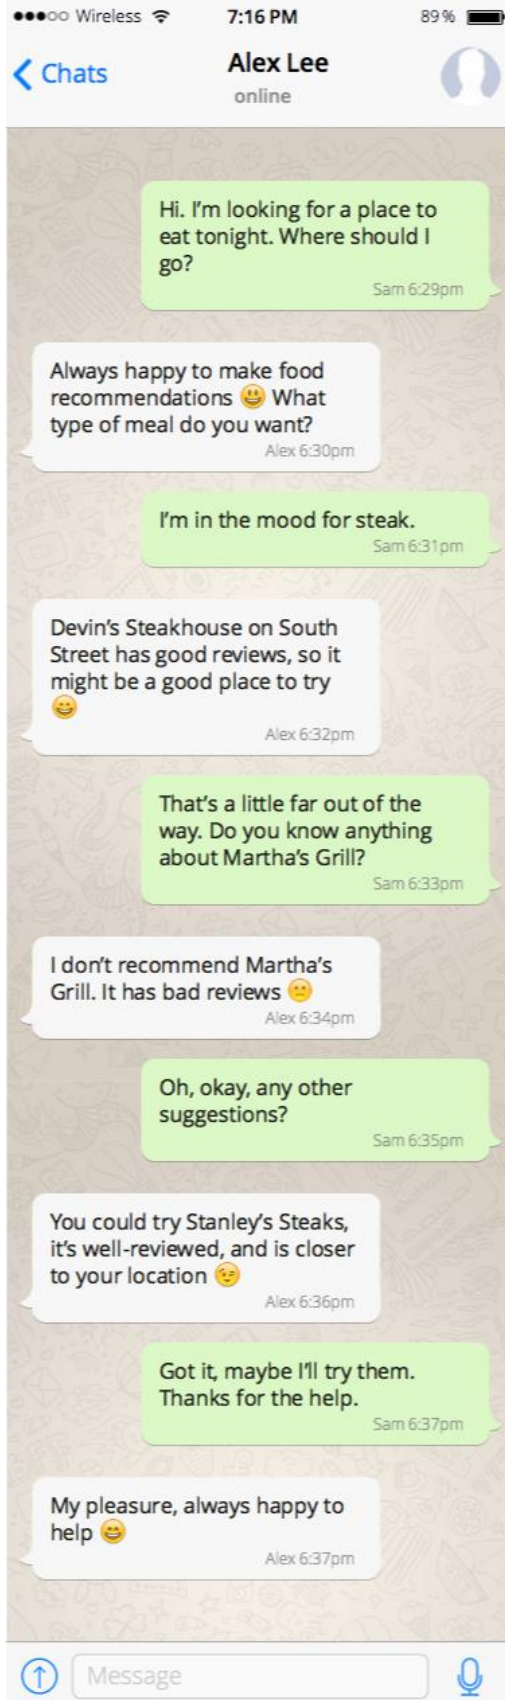 Wireless 7:16 PM 89%
Chats
Alex Lee
online
Hi. I'm looking for a place to
eat tonight. Where should I
go?
Sam 6:29pm
Always happy to make food
recommendations 😃 What
type of meal do you want?
Alex 6:30pm
I'm in the mood for steak.
Sam 6:31pm
Devin's Steakhouse on South
Street has good reviews, so it
might be a good place to try
😄
Alex 6:32pm
That's a little far out of the
way. Do you know anything
about Martha's Grill?
Sam 6:33pm
I don't recommend Martha's
Grill. It has bad reviews 🙁
Alex 6:34pm
Oh, okay, any other
suggestions?
Sam 6:35pm
You could try Stanley's Steaks,
it's well-reviewed, and is closer
to your location 😉
Alex 6:36pm
Got it, maybe I'll try them.
Thanks for the help.
Sam 6:37pm
My pleasure, always happy to
help 😄
Alex 6:37pm
Message